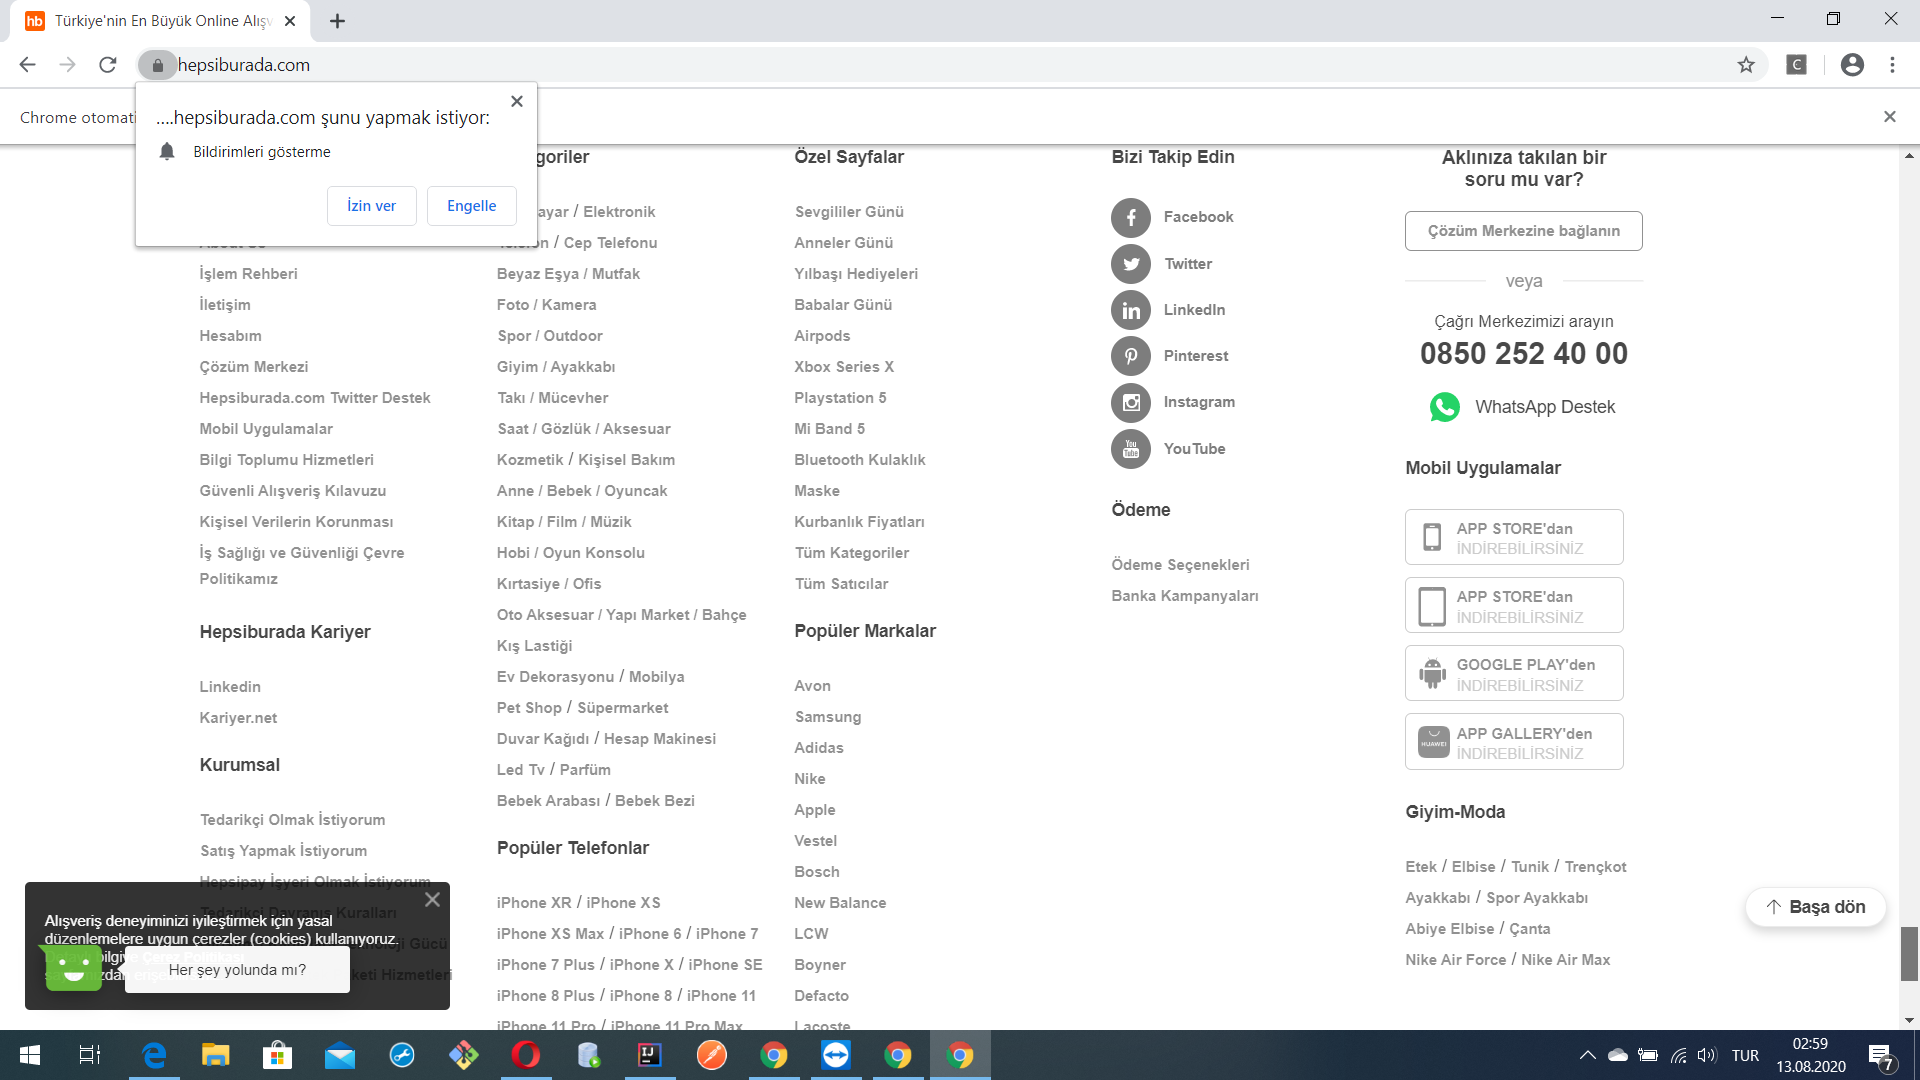 Türkiye'nin En Büyük Online Alışv
hepsiburada.com
Chrome otomati
....hepsiburada.com şunu yapmak istiyor:
Bildirimleri gösterme
İzin ver
Engelle
İşlem Rehberi
İletişim
Hesabım
Çözüm Merkezi
Hepsiburada.com Twitter Destek
Mobil Uygulamalar
Bilgi Toplumu Hizmetleri
Güvenli Alışveriş Kılavuzu
Kişisel Verilerin Korunması
İş Sağlığı ve Güvenliği Çevre
Politikamız
Hepsiburada Kariyer
Linkedin
Kariyer.net
Kurumsal
Tedarikçi Olmak İstiyorum
Satış Yapmak İstiyorum
Hepsipay İşyeri Olmak İstiyorum
Tedarikçi Davranış Kuralları
Alışveriş deneyiminizi iyileştirmek için yasal
düzenlemelere uygun çerezler (cookies) kullanıyoruz.
bilgiye Çerez Politikası
Her şey yolunda mı?
goriler
ayar / Elektronik
Telefon / Cep Telefonu
Beyaz Eşya / Mutfak
Foto / Kamera
Spor / Outdoor
Giyim / Ayakkabı
Takı / Mücevher
Saat / Gözlük / Aksesuar
Kozmetik / Kişisel Bakım
Anne / Bebek / Oyuncak
Kitap / Film / Müzik
Hobi / Oyun Konsolu
Kırtasiye / Ofis
Oto Aksesuar / Yapı Market / Bahçe
Kış Lastiği
Ev Dekorasyonu / Mobilya
Pet Shop / Süpermarket
Duvar Kağıdı / Hesap Makinesi
Led Tv / Parfüm
Bebek Arabası / Bebek Bezi
Popüler Telefonlar
iPhone XR / iPhone XS
iPhone XS Max / iPhone 6 / iPhone 7
iPhone 7 Plus / iPhone X / iPhone SE
iPhone 8 Plus / iPhone 8 / iPhone 11
iPhone 11 Pro / iPhone 11 Pro Max
Özel Sayfalar
Sevgililer Günü
Anneler Günü
Yılbaşı Hediyeleri
Babalar Günü
Airpods
Xbox Series X
Playstation 5
Mi Band 5
Bluetooth Kulaklık
Maske
Kurbanlık Fiyatları
Tüm Kategoriler
Tüm Satıcılar
Popüler Markalar
Avon
Samsung
Adidas
Nike
Apple
Vestel
Bosch
New Balance
LCW
Boyner
Defacto
Lacoste
Bizi Takip Edin
Facebook
Twitter
LinkedIn
Pinterest
Instagram
YouTube
Ödeme
Ödeme Seçenekleri
Banka Kampanyaları
Aklınıza takılan bir
soru mu var?
Çözüm Merkezine bağlanın
veya
Çağrı Merkezimizi arayın
0850 252 40 00
WhatsApp Destek
Mobil Uygulamalar
APP STORE'dan
İNDİREBİLİRSİNİZ
APP STORE'dan
İNDİREBİLİRSİNİZ
GOOGLE PLAY'den
İNDİREBİLİRSİNİZ
HUAWEI
APP GALLERY'den
İNDİREBİLİRSİNİZ
Giyim-Moda
Etek / Elbise / Tunik / Trençkot
Ayakkabı / Spor Ayakkabı
Abiye Elbise / Çanta
Nike Air Force / Nike Air Max
Başa dön
TUR
02:59
13.08.2020
7